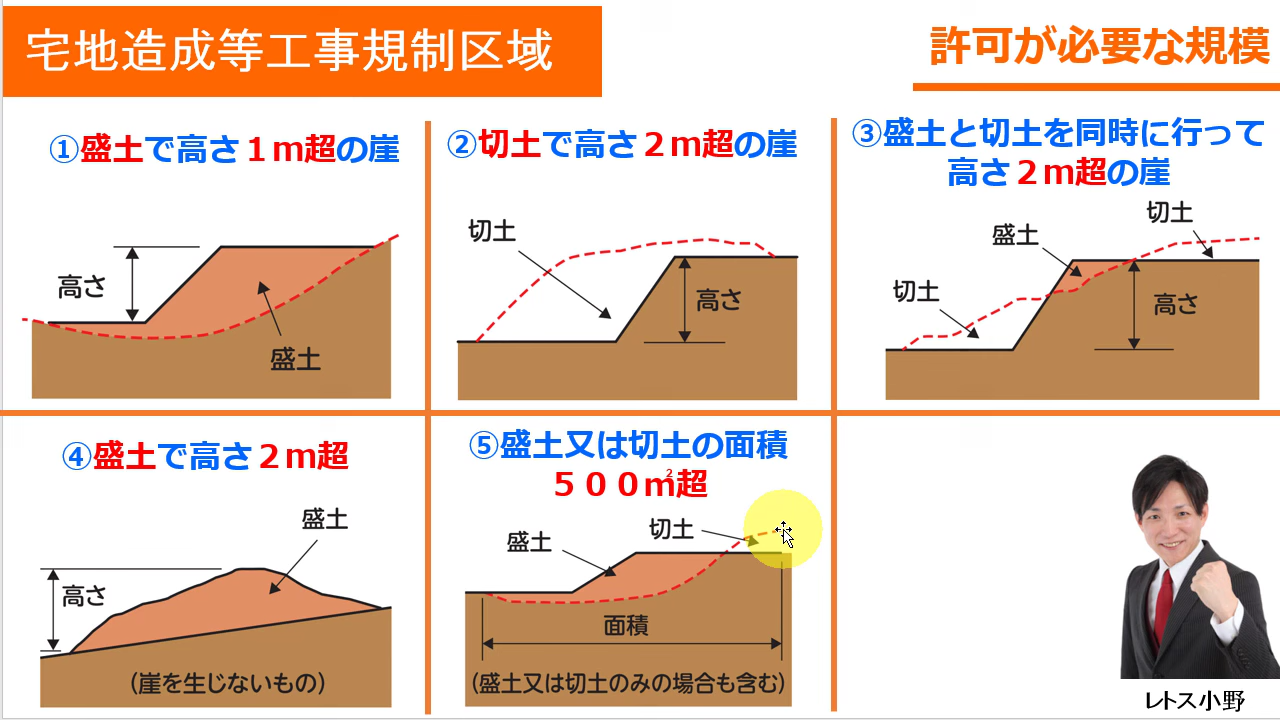 宅地造成等工事規制区域
許可が必要な規模
①盛土で高さ１ｍ超の崖
高さ
盛土
②切土で高さ２ｍ超の崖
切土
高さ
③盛土と切土を同時に行って
高さ２ｍ超の崖
切土
盛土
切土
高さ
④盛土で高さ２ｍ超
盛土
高さ
（崖を生じないもの）
⑤盛土又は切土の面積
５００㎡超
切土
盛土
面積
（盛土又は切土のみの場合も含む）
レトス小野